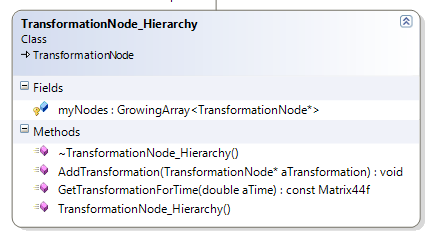 TransformationNode_Hierarchy
Class
TransformationNode
Fields
myNodes : GrowingArray<TransformationNode*>
Methods
~TransformationNode_Hierarchy()
AddTransformation(TransformationNode* aTransformation) : void
GetTransformationForTime(double aTime) : const Matrix44f
TransformationNode_Hierarchy()